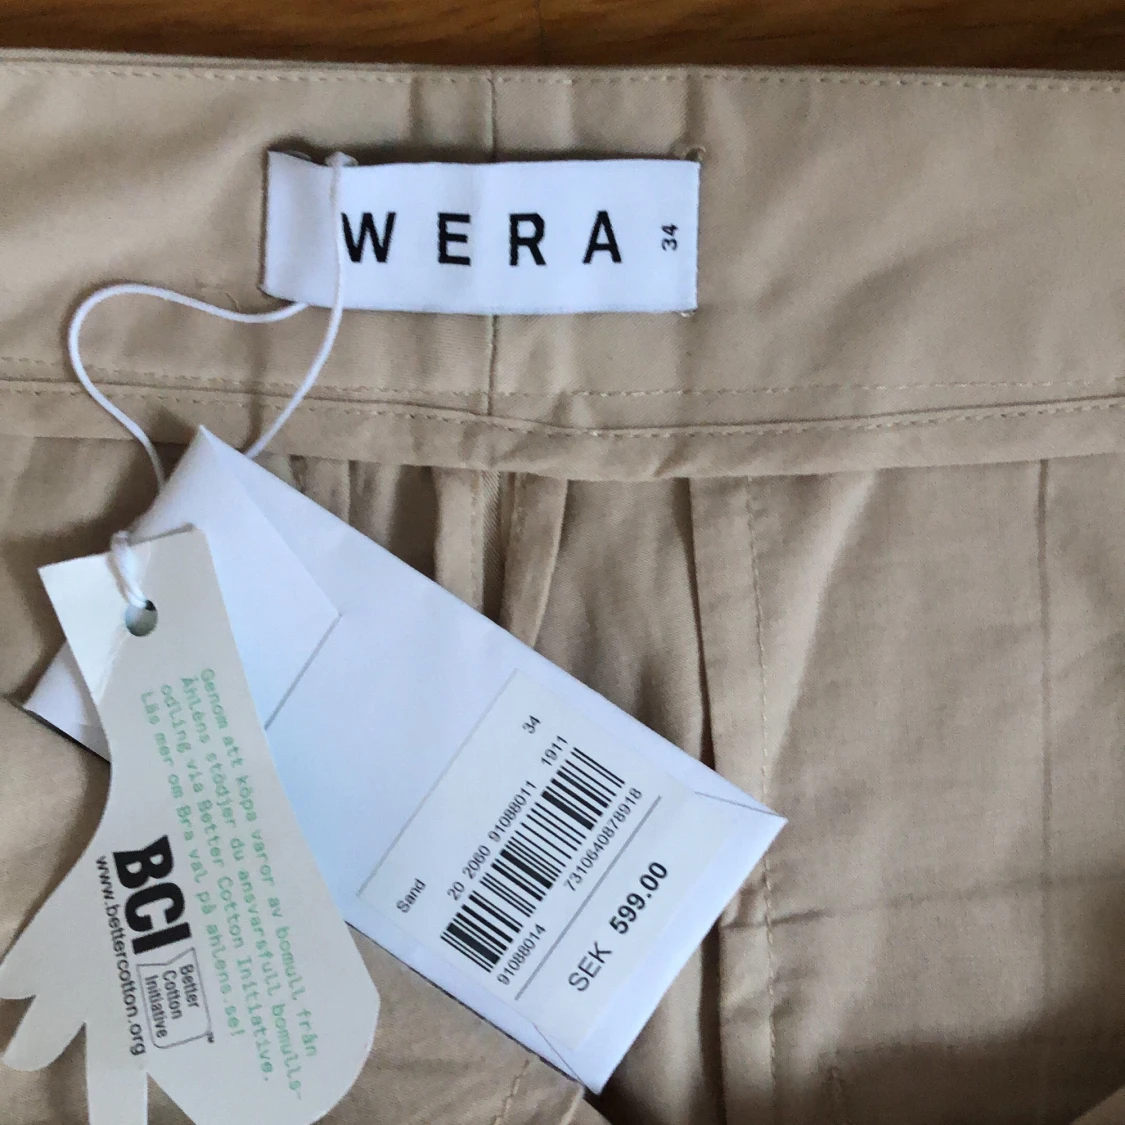 WERA
34
Genom att köpa varor av bomull från
Åhléns stödjer du ansvarsfull bomulls-
odling via Better Cotton Initiative.
Läs mer om Bra val på ahlens.se!
BCI
Better
Cotton
Initiative
™
www.bettercotton.org
34
Sand
20 2060 91088011 1911
91088014
7310640878918
SEK 599.00